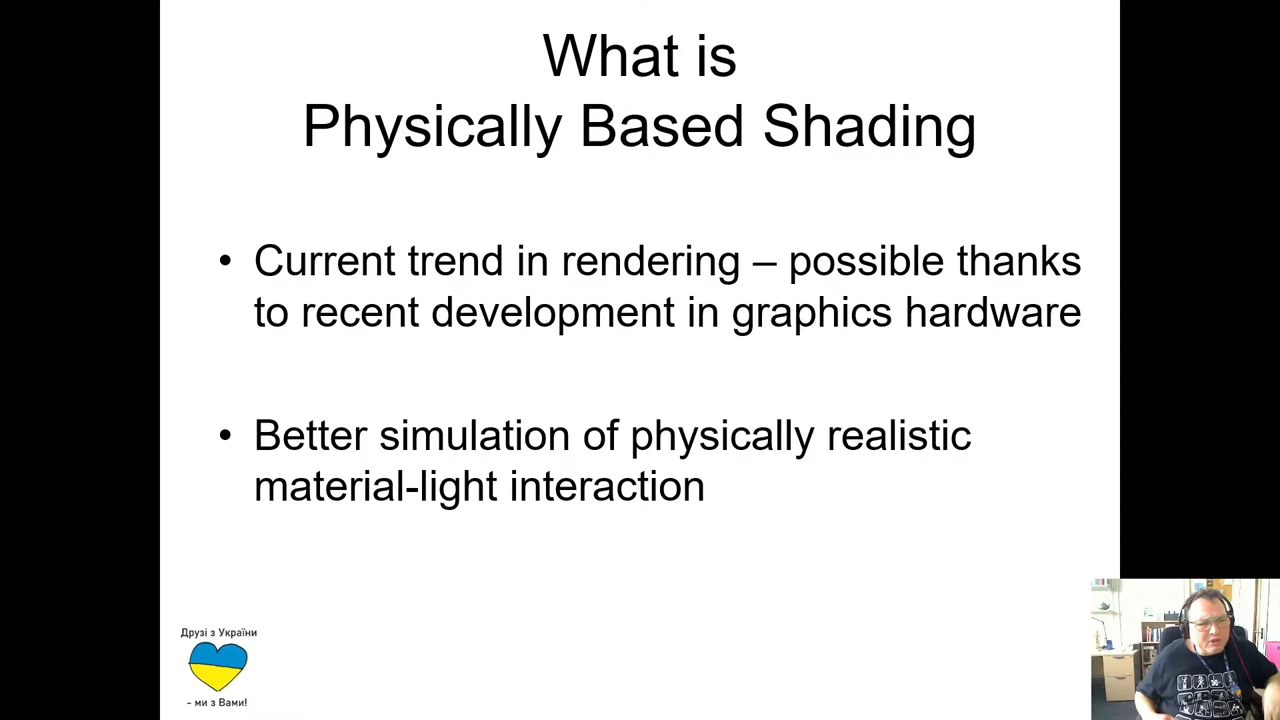 What is
Physically Based Shading
• Current trend in rendering – possible thanks
to recent development in graphics hardware
• Better simulation of physically realistic
material-light interaction
Друзі з України
- ми з Вами!